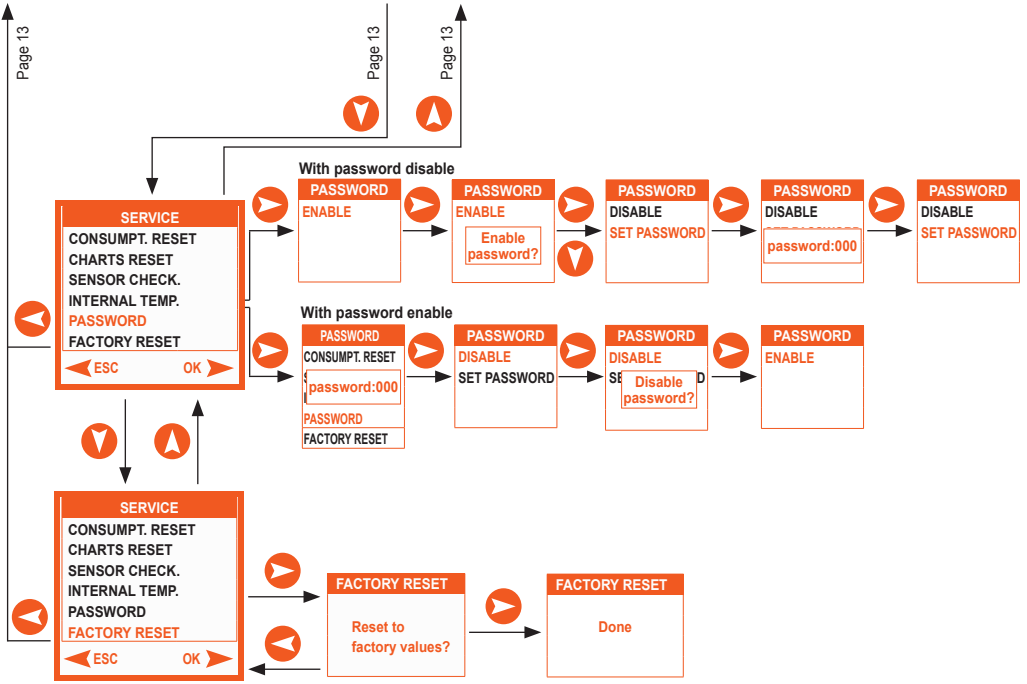 Page 13
Page 13
Page 13
With password disable
PASSWORD
ENABLE
PASSWORD
ENABLE
Enable
password?
PASSWORD
DISABLE
SET PASSWORD
PASSWORD
DISABLE
password:000
PASSWORD
DISABLE
SET PASSWORD
SERVICE
CONSUMPT. RESET
CHARTS RESET
SENSOR CHECK.
INTERNAL TEMP.
PASSWORD
FACTORY RESET
ESC OK
With password enable
PASSWORD
CONSUMPT. RESET
password:000
PASSWORD
FACTORY RESET
PASSWORD
DISABLE
SET PASSWORD
PASSWORD
DISABLE
Disable
password?
PASSWORD
ENABLE
SERVICE
CONSUMPT. RESET
CHARTS RESET
SENSOR CHECK.
INTERNAL TEMP.
PASSWORD
FACTORY RESET
ESC OK
FACTORY RESET
Reset to
factory values?
FACTORY RESET
Done